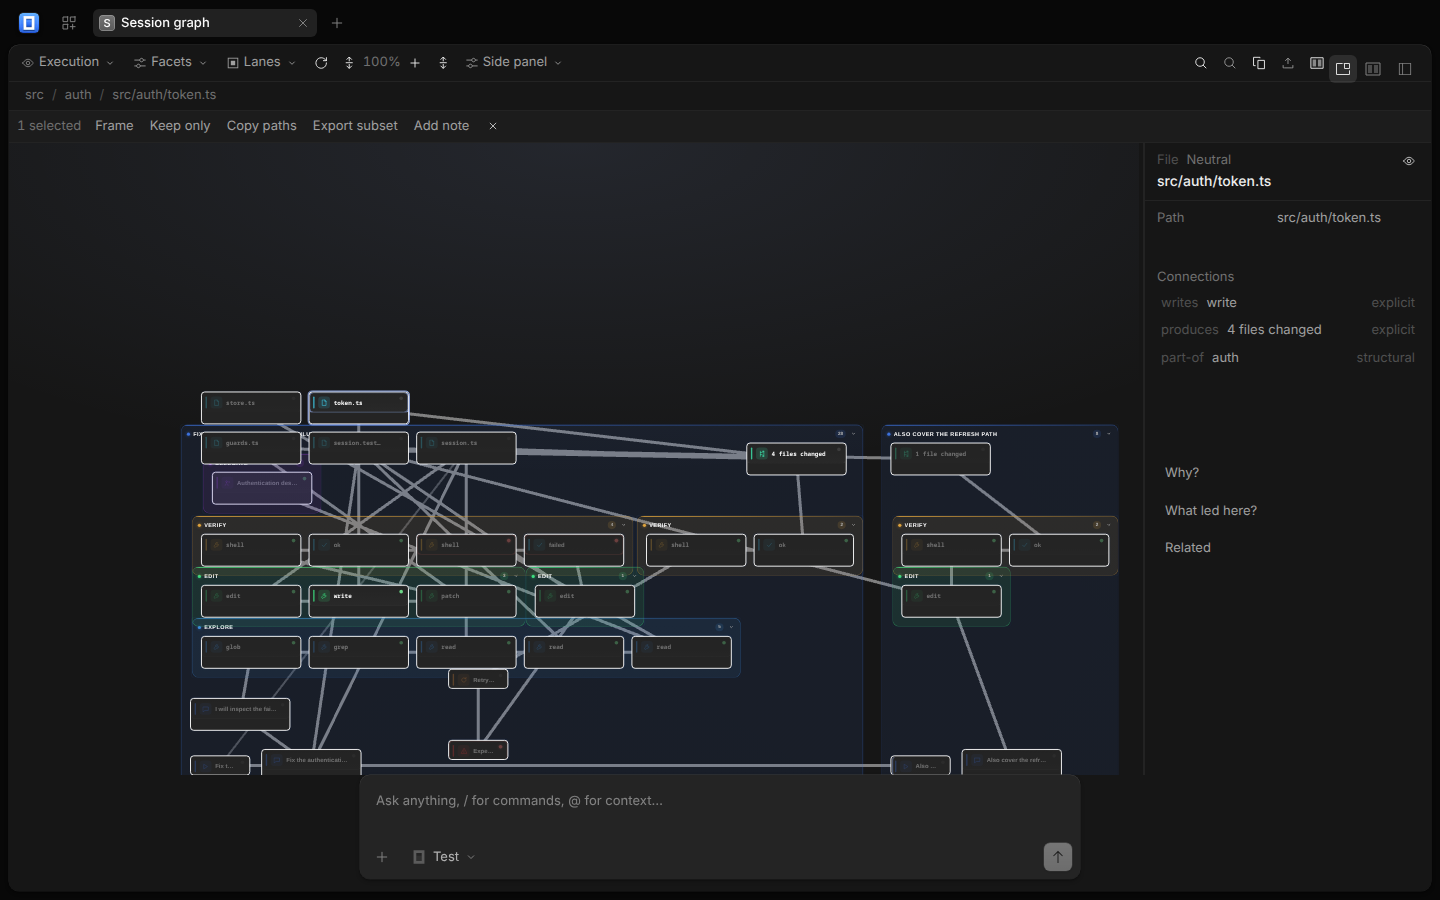 S Session graph
Execution Facets Lanes 100% Side panel
src / auth / src/auth/token.ts
1 selected Frame Keep only Copy paths Export subset Add note
File Neutral
src/auth/token.ts
Path src/auth/token.ts
Connections
writes write explicit
produces 4 files changed explicit
part-of auth structural
Why?
What led here?
Related
store.ts token.ts
ALSO COVER THE REFRESH PATH
guards.ts session.test… session.ts 4 files changed 1 file changed
VERIFY VERIFY VERIFY
shell ok shell failed shell ok shell ok
EDIT EDIT EDIT
edit write patch edit edit
EXPLORE
glob grep read read read
Retry…
I will inspect the fai…
Expe…
Fix t… Fix the authenticati… Also … Also cover the refr…
Ask anything, / for commands, @ for context...
Test